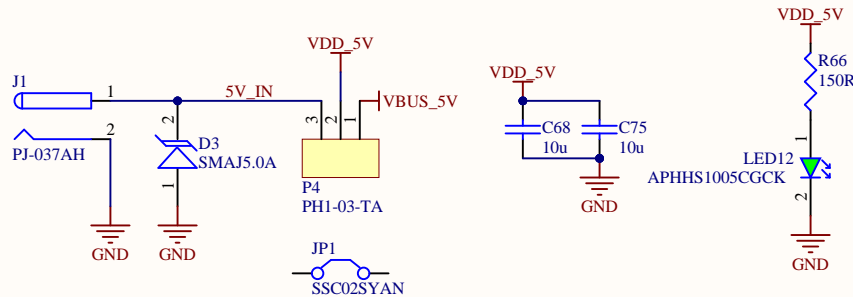 J1
1
2
PJ-037AH
GND
5V_IN
2
D3
SMAJ5.0A
1
GND
VDD_5V
3
2
1
VBUS_5V
P4
PH1-03-TA
JP1
SSC02SYAN
VDD_5V
C68
10u
C75
10u
GND
VDD_5V
R66
150R
1
LED12
APHHS1005CGCK
2
GND